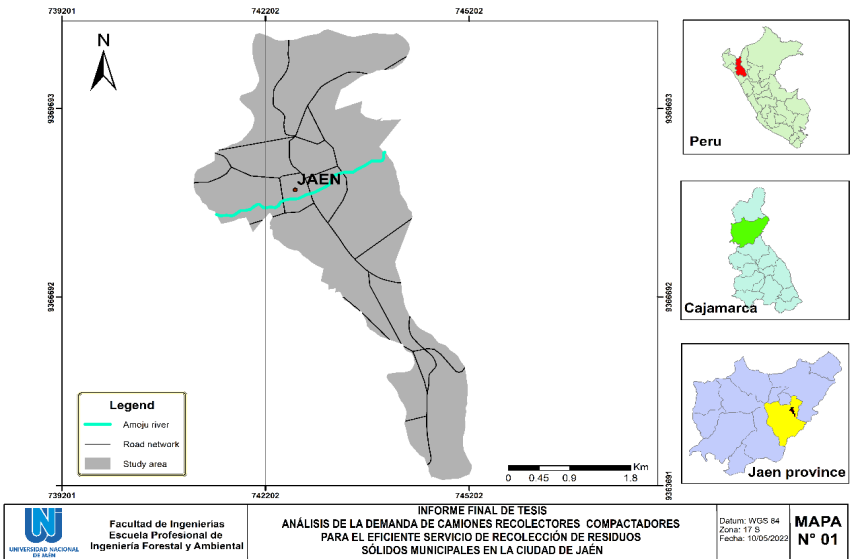 739201
742202
745202
N
9369693
9369693
JAEN
9366692
9366692
Legend
Amoju river
Road network
Study area
Km
0 0.45 0.9 1.8
9363691
739201
742202
745202
Peru
Cajamarca
Jaen province
UNJ
UNIVERSIDAD NACIONAL
DE JAÉN
Facultad de Ingenierias
Escuela Profesional de
Ingeniería Forestal y Ambiental
INFORME FINAL DE TESIS
ANÁLISIS DE LA DEMANDA DE CAMIONES RECOLECTORES COMPACTADORES
PARA EL EFICIENTE SERVICIO DE RECOLECCIÓN DE RESIDUOS
SÓLIDOS MUNICIPALES EN LA CIUDAD DE JAÉN
Datum: WGS 84
Zona: 17 S
Fecha: 10/05/2022
MAPA
Nº 01